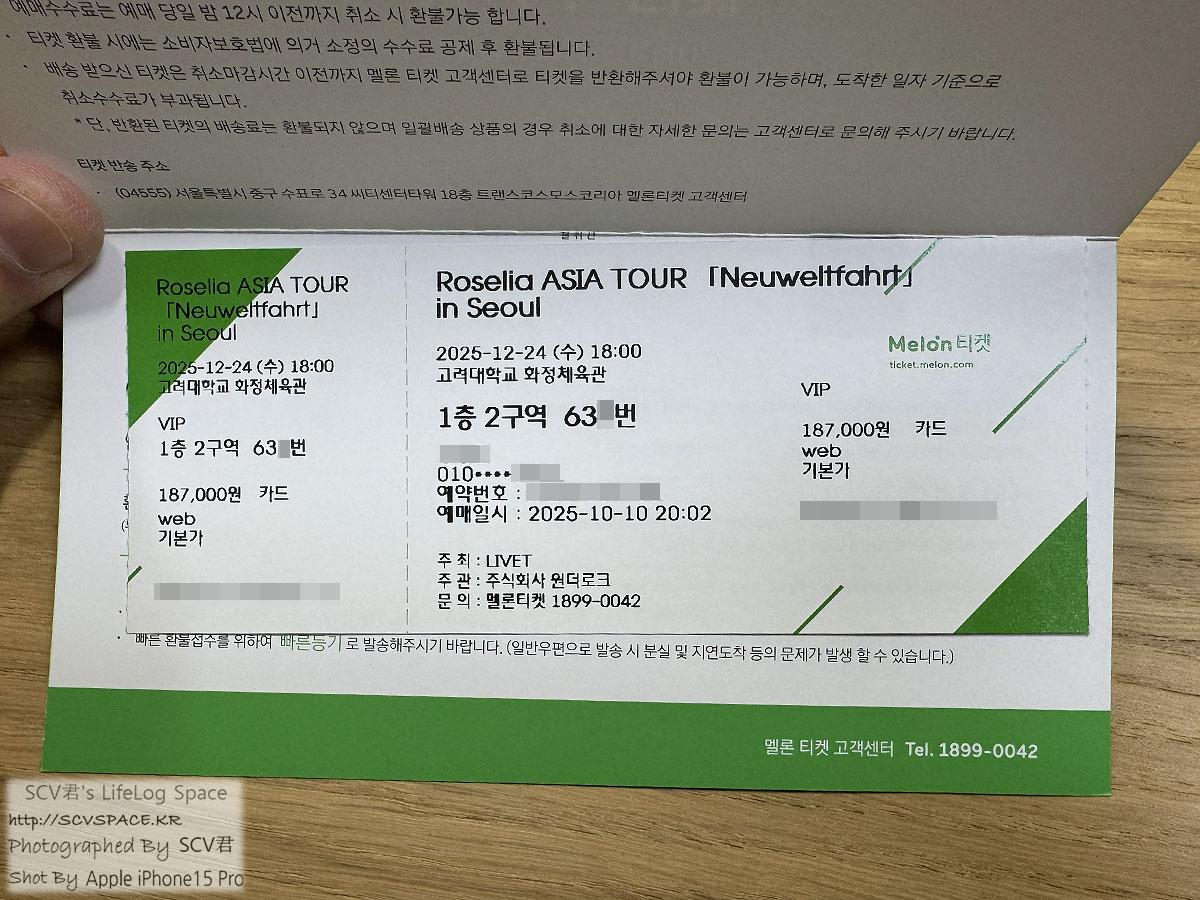 예매수수료는 예매 당일 밤 12시 이전까지 취소 시 환불가능 합니다.
· 티켓 환불 시에는 소비자보호법에 의거 소정의 수수료 공제 후 환불됩니다.
· 배송 받으신 티켓은 취소마감시간 이전까지 멜론 티켓 고객센터로 티켓을 반환해주셔야 환불이 가능하며, 도착한 일자 기준으로
취소수수료가 부과됩니다.
* 단, 반환된 티켓의 배송료는 환불되지 않으며 일괄배송 상품의 경우 취소에 대한 자세한 문의는 고객센터로 문의해 주시기 바랍니다.
티켓 반송 주소
· (04555) 서울특별시 중구 수표로 34 씨티센터타워 18층 트랜스코스모스코리아 멜론티켓 고객센터
Roselia ASIA TOUR
「Neuweltfahrt」
in Seoul
2025-12-24 (수) 18:00
고려대학교 화정체육관
VIP
1층 2구역 63 번
187,000원 카드
web
기본가
Roselia ASIA TOUR 「Neuweltfahrt」
in Seoul
2025-12-24 (수) 18:00
고려대학교 화정체육관
1층 2구역 63 번
010••••
예약번호 :
예매일시 : 2025-10-10 20:02
주 최 : LIVET
주 관 : 주식회사 원더로크
문 의 : 멜론티켓 1899-0042
Melon 티켓
ticket.melon.com
VIP
187,000원 카드
web
기본가
· 빠른 환불접수를 위하여 빠른등기 로 발송해주시기 바랍니다. (일반우편으로 발송 시 분실 및 지연도착 등의 문제가 발생 할 수 있습니다.)
멜론 티켓 고객센터 Tel. 1899-0042
SCV君's LifeLog Space
http://SCVSPACE.KR
Photographed By SCV君
Shot By Apple iPhone15 Pro